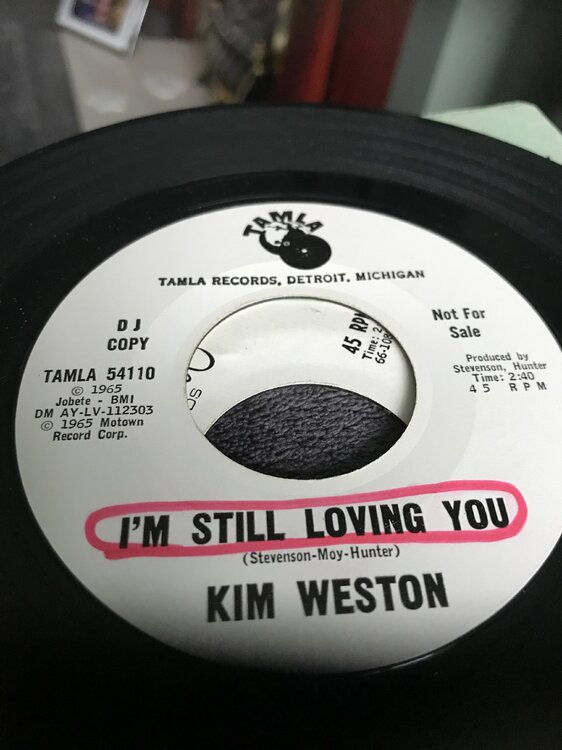 TAMLA
TAMLA RECORDS, DETROIT, MICHIGAN
D J
COPY
TAMLA 54110
© 1965
Jobete - BMI
DM AY-LV-112303
© 1965 Motown
Record Corp.
Not For
Sale
Produced by
Stevenson, Hunter
Time: 2:40
45 RPM
45 RPM
Time: 2
I'M STILL LOVING YOU
(Stevenson-Moy-Hunter)
KIM WESTON